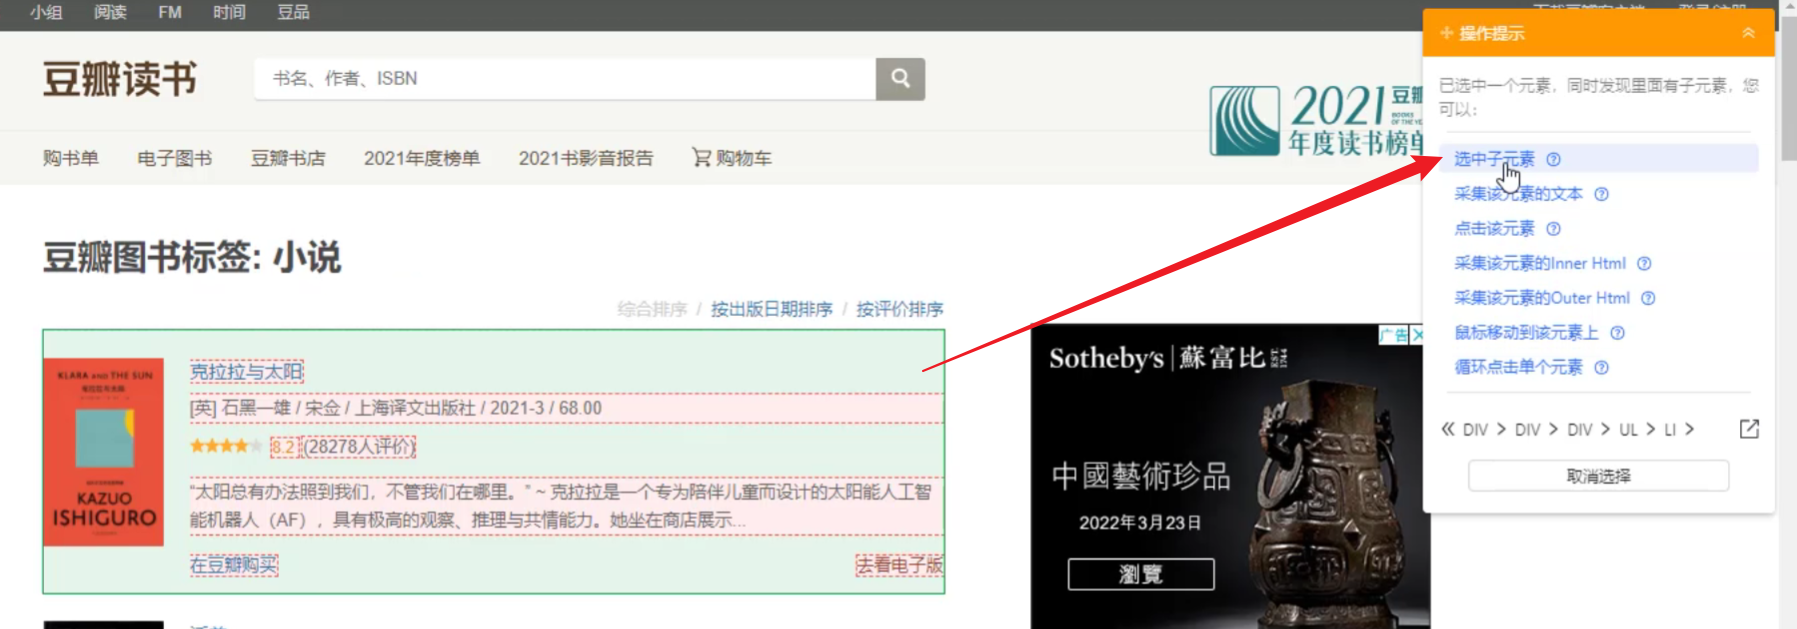 小组 阅读 FM 时间 豆品
操作提示
豆瓣读书
书名、作者、ISBN
已选中一个元素，同时发现里面有子元素，您
可以：
2021
年度读书榜单
购书单 电子图书 豆瓣书店 2021年度榜单 2021书影音报告 购物车
选中子元素
采集该元素的文本
点击该元素
采集该元素的Inner Html
采集该元素的Outer Html
鼠标移动到该元素上
循环点击单个元素
DIV > DIV > DIV > UL > LI >
取消选择
豆瓣图书标签: 小说
综合排序 / 按出版日期排序 / 按评价排序
KLARA AND THE SUN
KAZUO
ISHIGURO
克拉拉与太阳
[英] 石黑一雄 / 宋佥 / 上海译文出版社 / 2021-3 / 68.00
8.2 (28278人评价)
“太阳总有办法照到我们，不管我们在哪里。” ~ 克拉拉是一个专为陪伴儿童而设计的太阳能人工智
能机器人（AF），具有极高的观察、推理与共情能力。她坐在商店展示...
在豆瓣购买 去看电子版
广告
Sotheby's 蘇富比 EST. 1744
中國藝術珍品
2022年3月23日
瀏覽